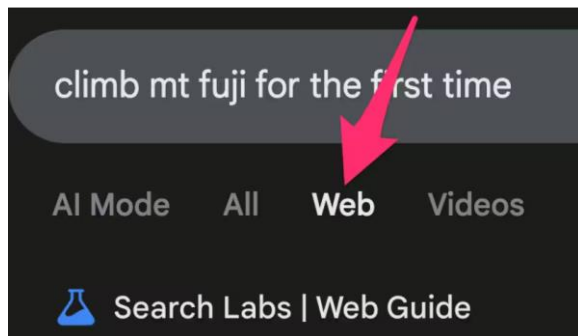 climb mt fuji for the first time
AI Mode All Web Videos
Search Labs | Web Guide